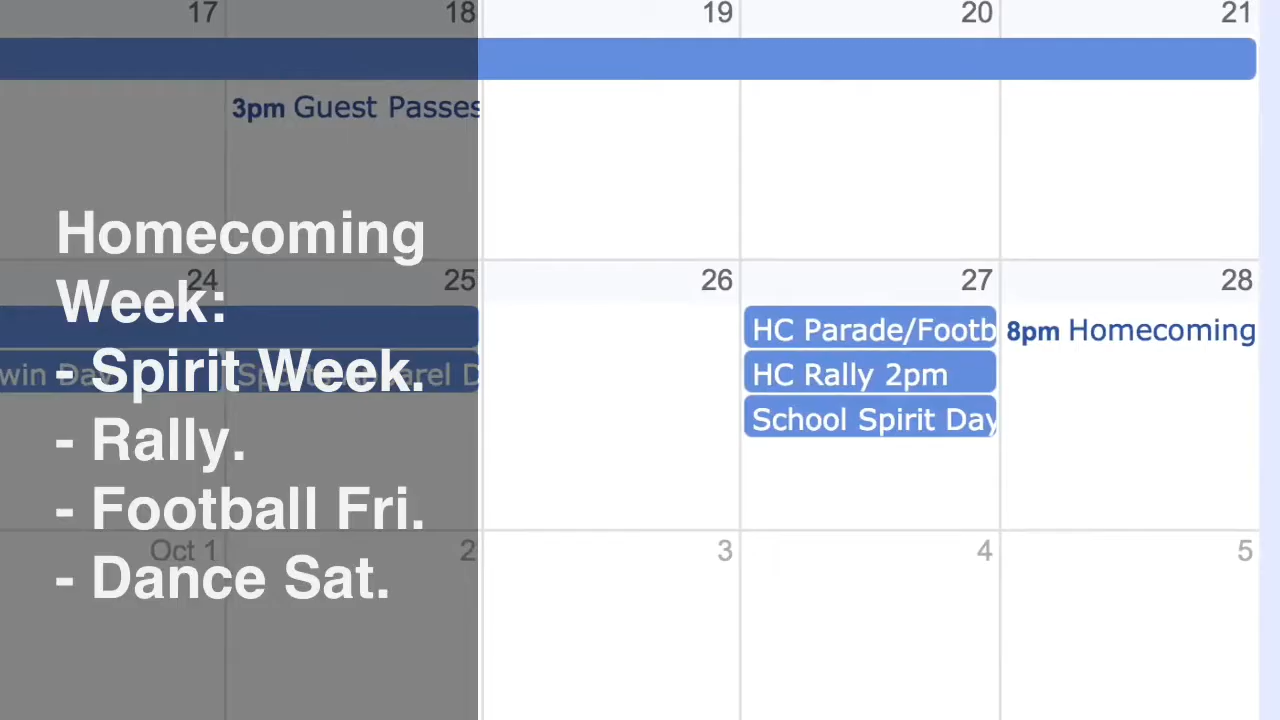 17 18 19 20 21
3pm Guest Passes
Homecoming
Week:
- Spirit Week.
- Rally.
- Football Fri.
- Dance Sat.
24 25 26 27 28
HC Parade/Footb
8pm Homecoming
win Day
HC Rally 2pm
School Spirit Day
Oct 1 2 3 4 5